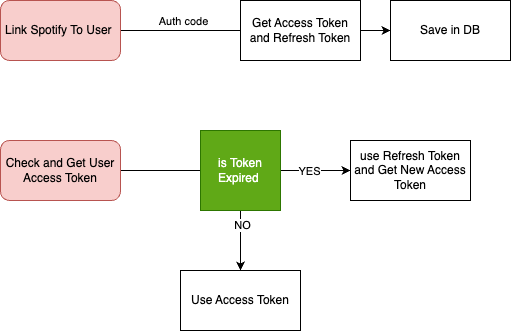 Link Spotify To User
Auth code
Get Access Token
and Refresh Token
Save in DB
Check and Get User
Access Token
is Token
Expired
YES
use Refresh Token
and Get New Access
Token
NO
Use Access Token